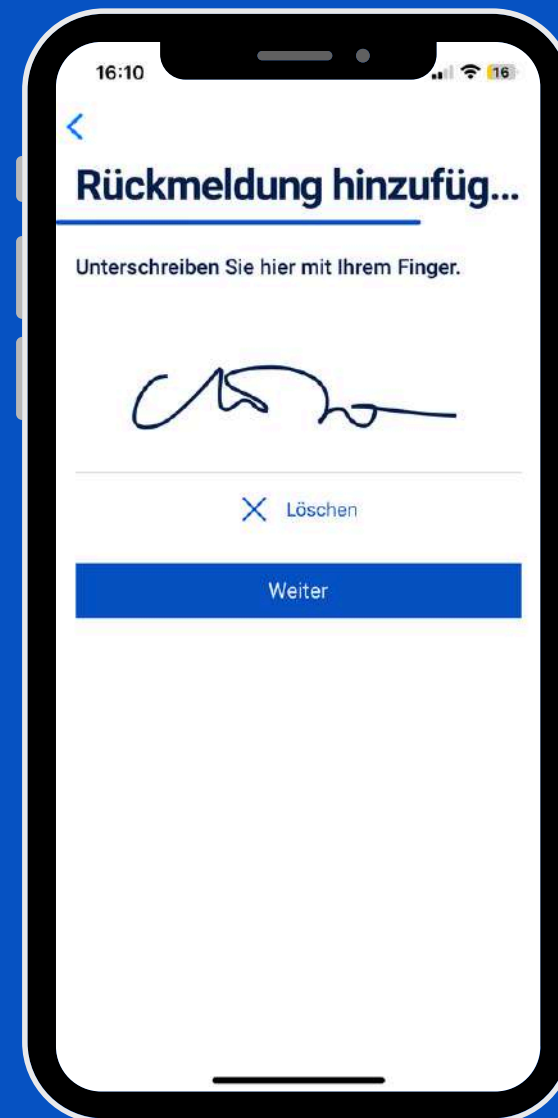 16:10
16
Rückmeldung hinzufüg...
Unterschreiben Sie hier mit Ihrem Finger.
Löschen
Weiter